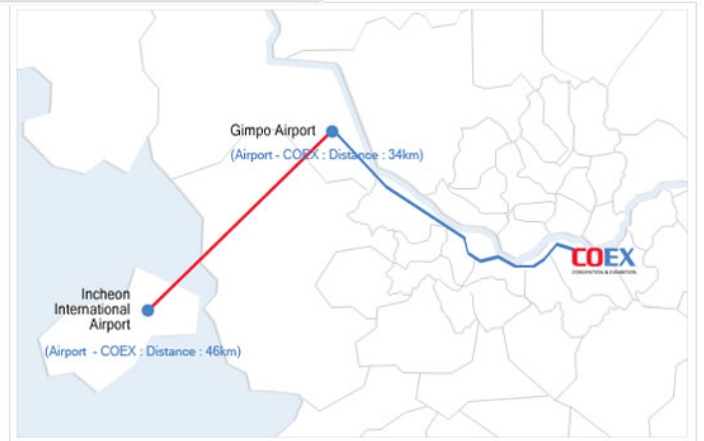 Gimpo Airport
(Airport - COEX : Distance : 34km)
COEX
CONVENTION & EXHIBITION
Incheon
International
Airport
(Airport - COEX : Distance : 46km)